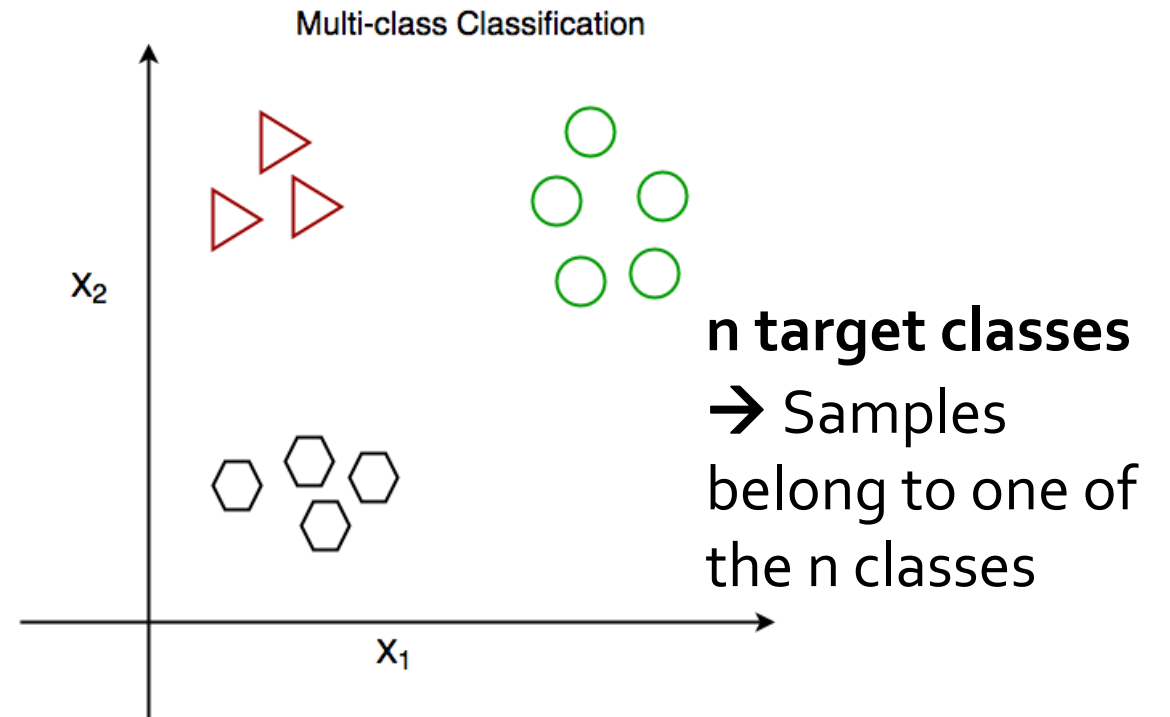 Multi-class Classification
X₂
n target classes
→ Samples
belong to one of
the n classes
X₁